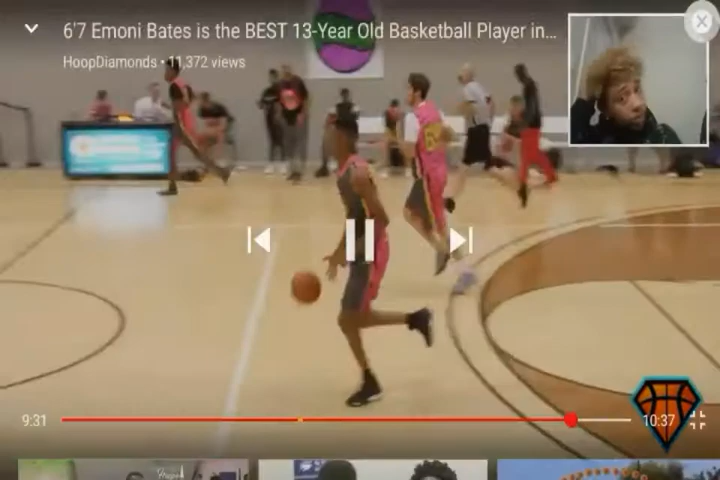 6'7 Emoni Bates is the BEST 13-Year Old Basketball Player in...
HoopDiamonds • 11,372 views
9:31
10:37